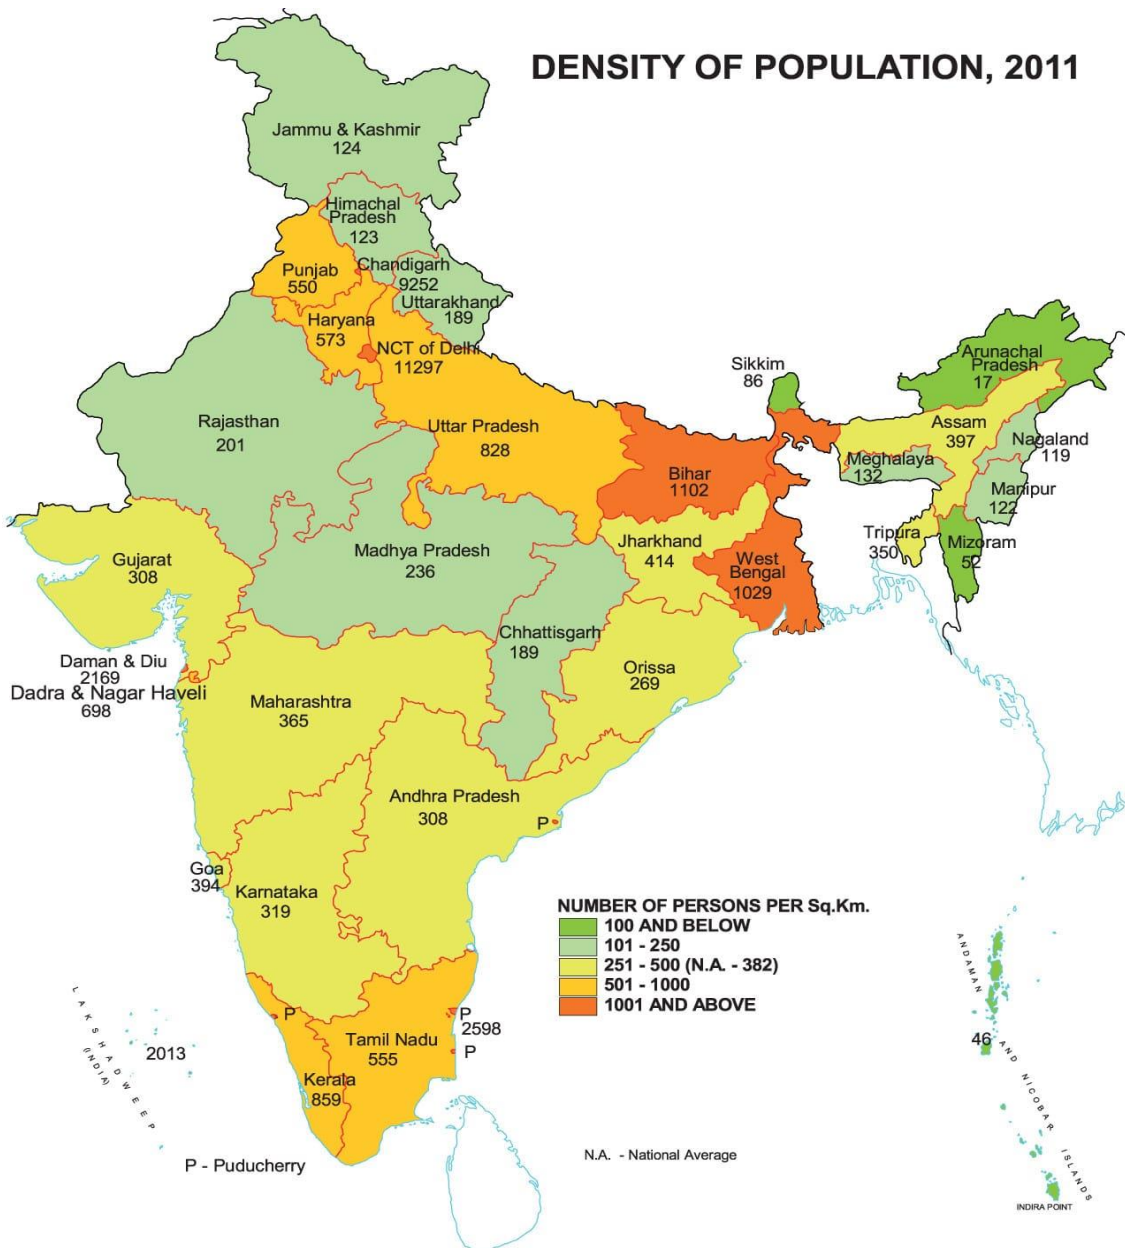 DENSITY OF POPULATION, 2011
Jammu & Kashmir
124
Himachal
Pradesh
123
Punjab
550
Chandigarh
9252
Uttarakhand
189
Haryana
573
NCT of Delhi
11297
Rajasthan
201
Uttar Pradesh
828
Sikkim
86
Arunachal
Pradesh
17
Assam
397
Nagaland
119
Meghalaya
132
Manipur
122
Bihar
1102
Tripura
350
Mizoram
52
Gujarat
308
Madhya Pradesh
236
Jharkhand
414
West
Bengal
1029
Chhattisgarh
189
Daman & Diu
2169
Dadra & Nagar Haveli
698
Maharashtra
365
Orissa
269
Andhra Pradesh
308
P
Goa
394
Karnataka
319
NUMBER OF PERSONS PER Sq.Km.
100 AND BELOW
101 - 250
251 - 500 (N.A. - 382)
501 - 1000
1001 AND ABOVE
P
P
2598
P
Tamil Nadu
555
Kerala
859
LAKSHADWEEP
(INDIA)
2013
ANDAMAN AND NICOBAR ISLANDS
46
INDIRA POINT
P - Puducherry
N.A. - National Average